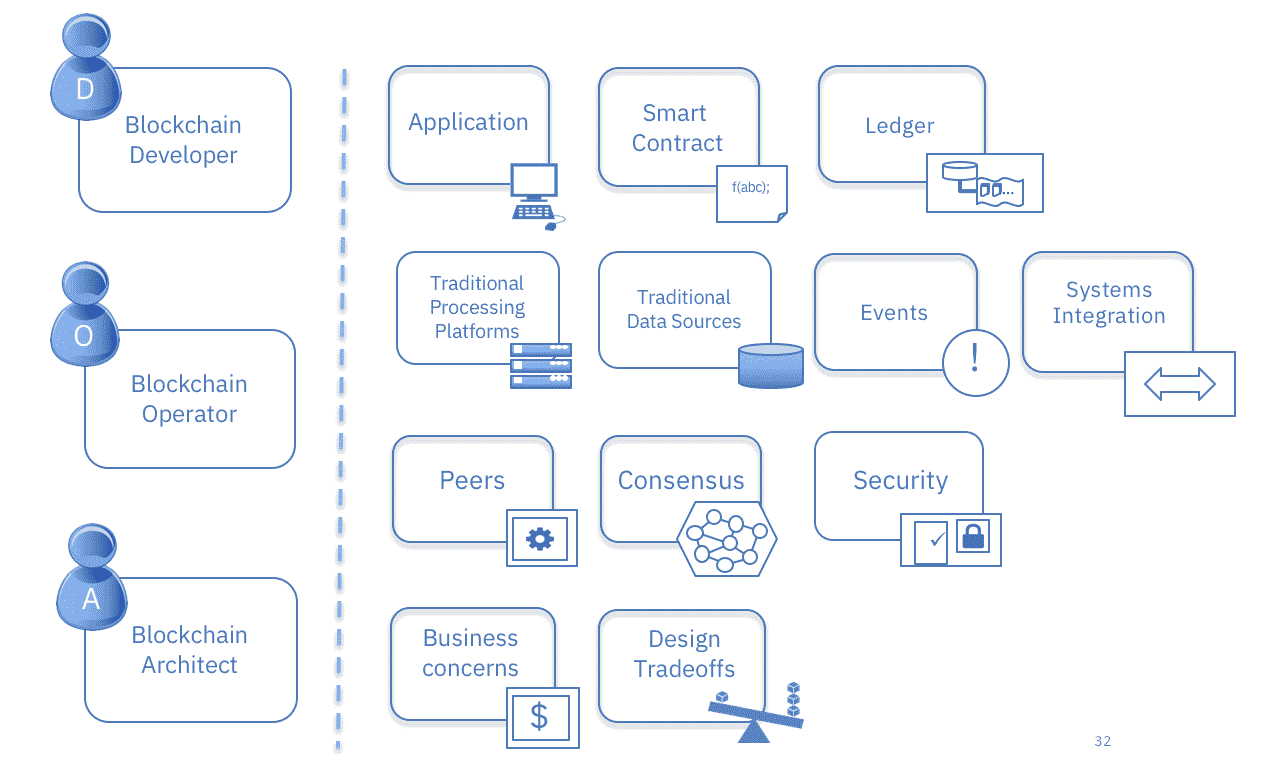 D
Blockchain
Developer
O
Blockchain
Operator
A
Blockchain
Architect
Application
Smart
Contract
f(abc);
Ledger
...
Traditional
Processing
Platforms
Traditional
Data Sources
Events
!
Systems
Integration
Peers
Consensus
Security
✓
Business
concerns
$
Design
Tradeoffs
32